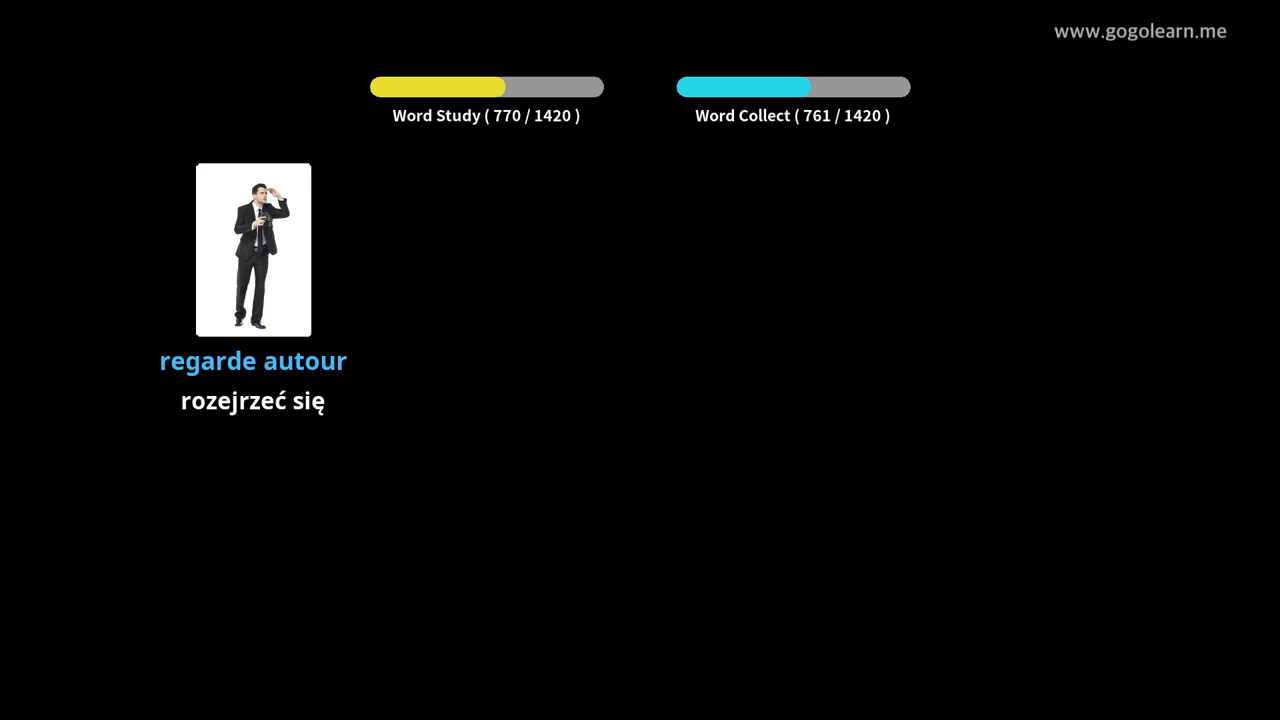 www.gogolearn.me
Word Study ( 770 / 1420 )
Word Collect ( 761 / 1420 )
regarde autour
rozejrzeć się